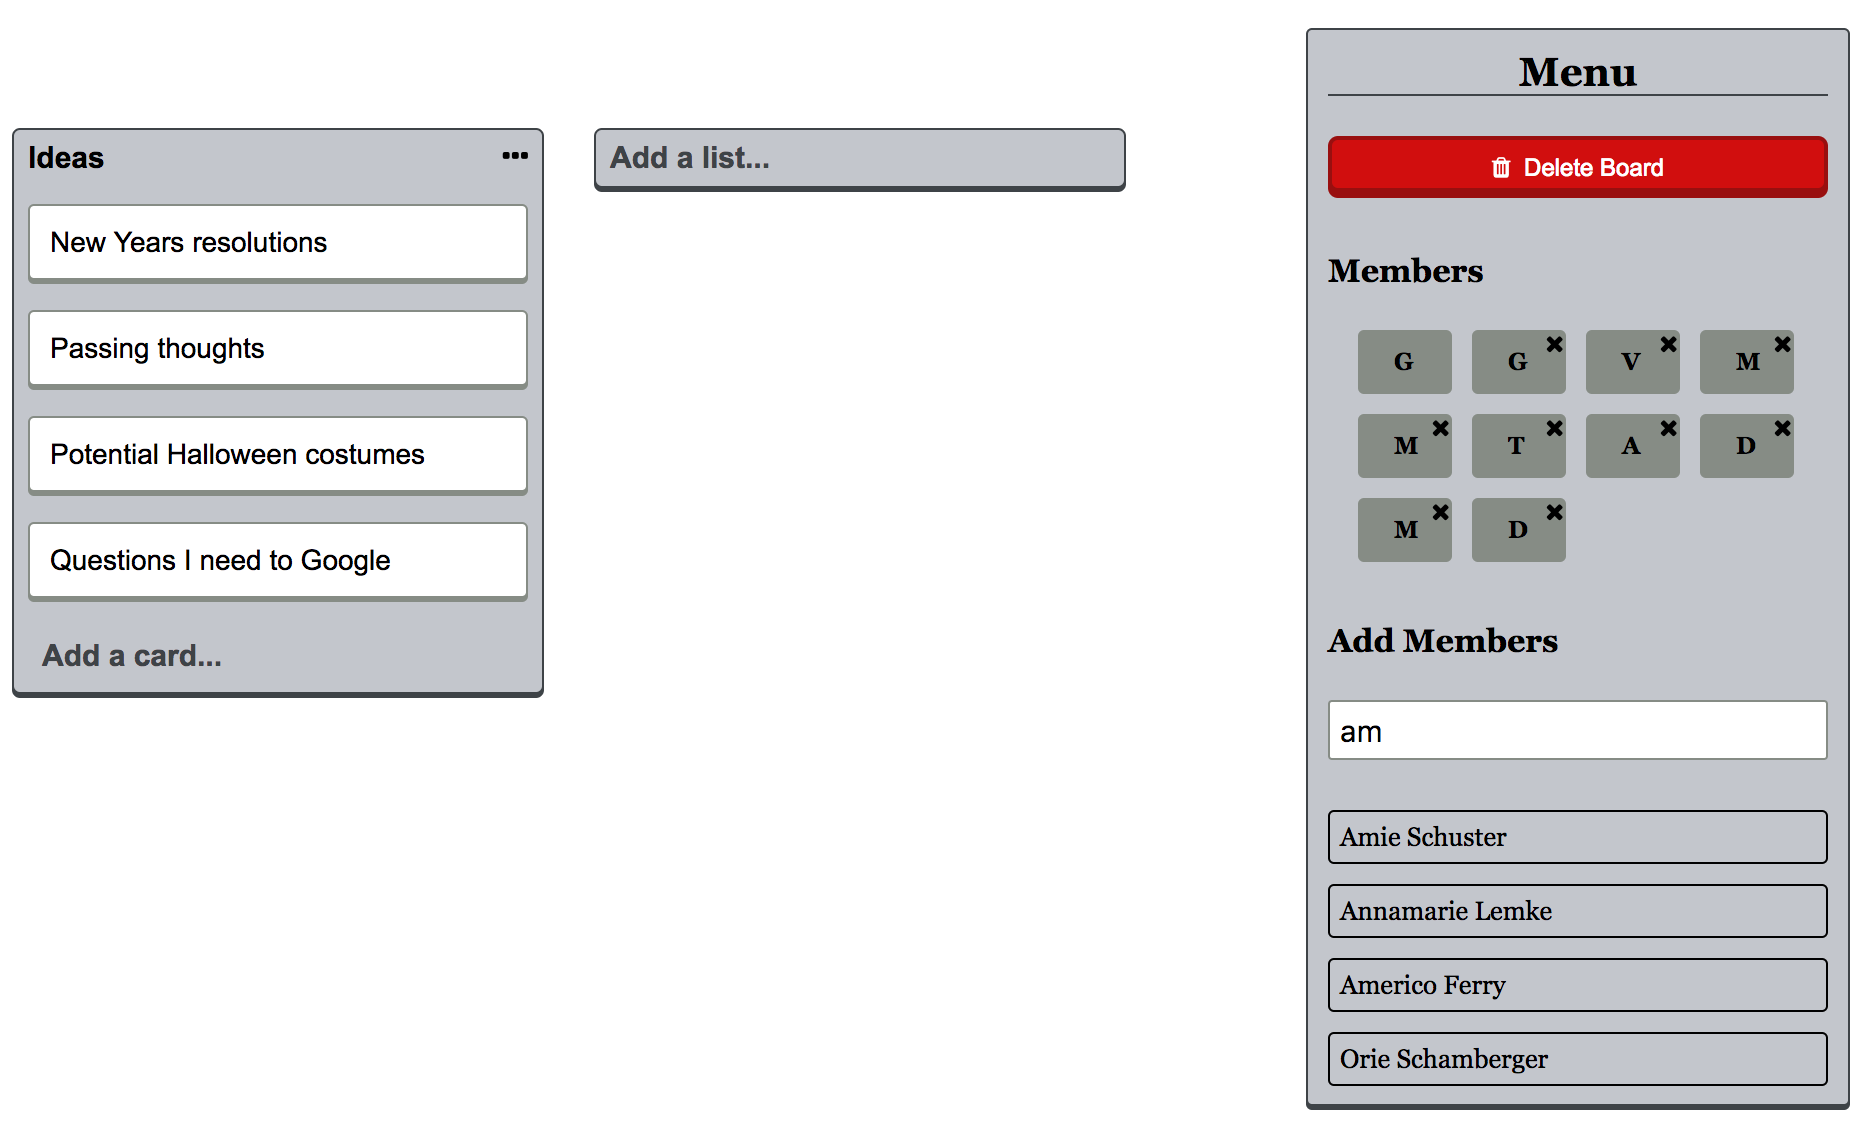 Ideas
New Years resolutions
Passing thoughts
Potential Halloween costumes
Questions I need to Google
Add a card...
Add a list...
Menu
Delete Board
Members
G G V M
M T A D
M D
Add Members
am
Amie Schuster
Annamarie Lemke
Americo Ferry
Orie Schamberger